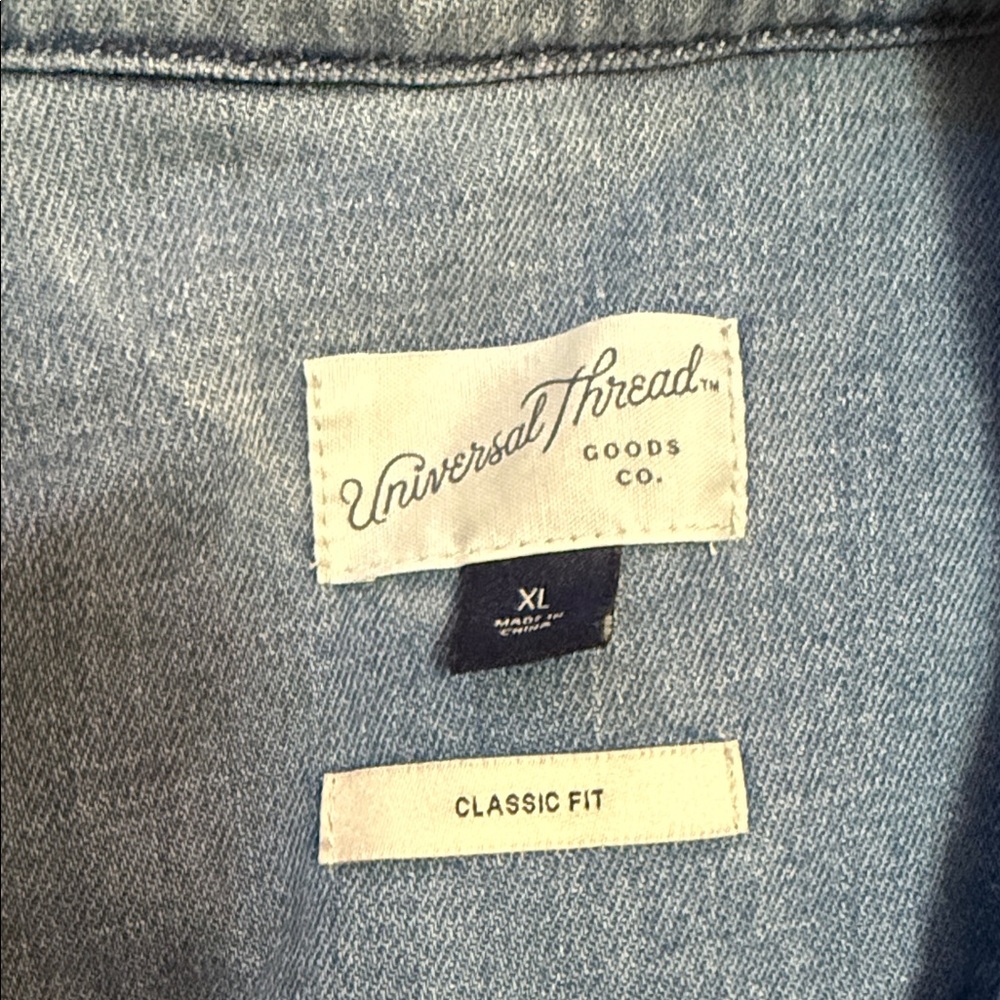 Universal Thread™
GOODS
CO.
XL
MADE IN
CHINA
CLASSIC FIT